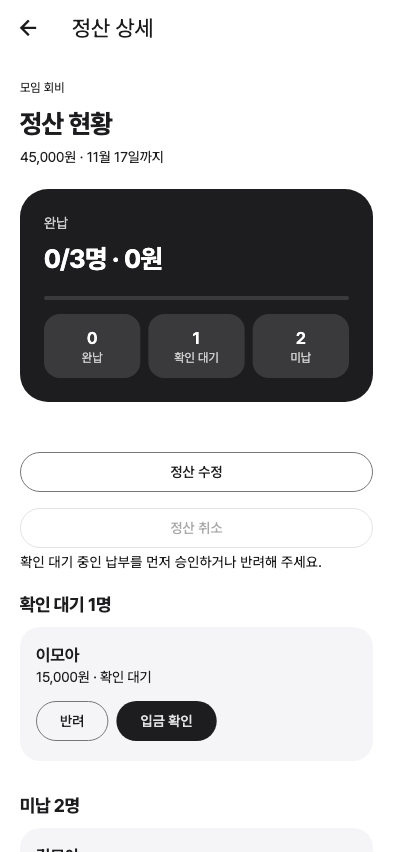 정산 상세
모임 회비
정산 현황
45,000원 · 11월 17일까지
완납
0/3명 · 0원
0
완납
1
확인 대기
2
미납
정산 수정
정산 취소
확인 대기 중인 납부를 먼저 승인하거나 반려해 주세요.
확인 대기 1명
이모아
15,000원 · 확인 대기
반려
입금 확인
미납 2명